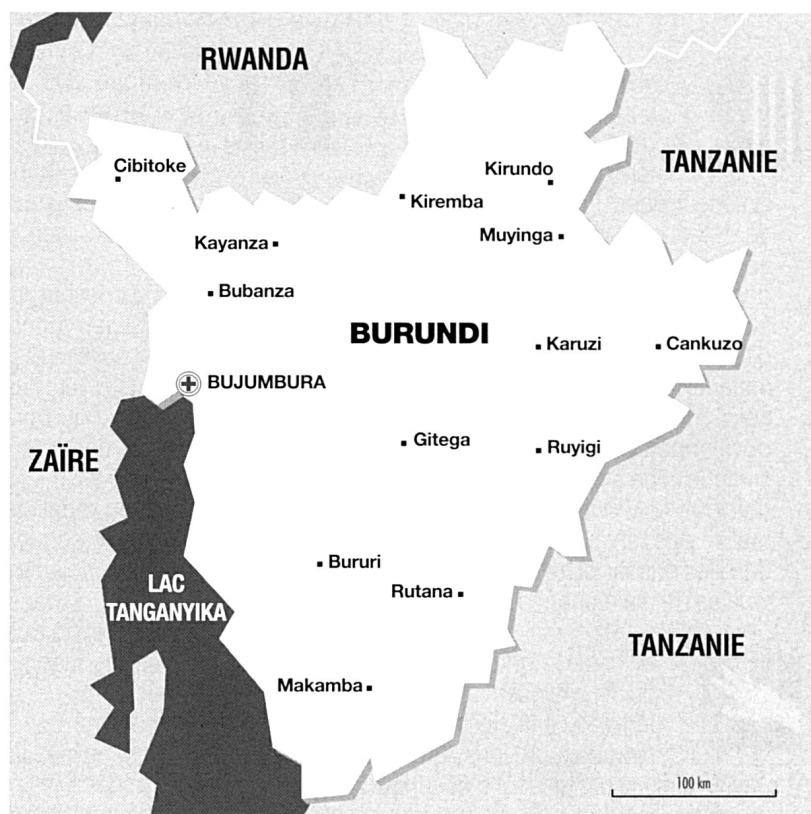 RWANDA
TANZANIE
Cibitoke
Kirundo
Kiremba
Muyinga
Kayanza
Bubanza
BURUNDI
Karuzi
Cankuzo
BUJUMBURA
Gitega
Ruyigi
ZAÏRE
Bururi
LAC
TANGANYIKA
Rutana
TANZANIE
Makamba
100 km